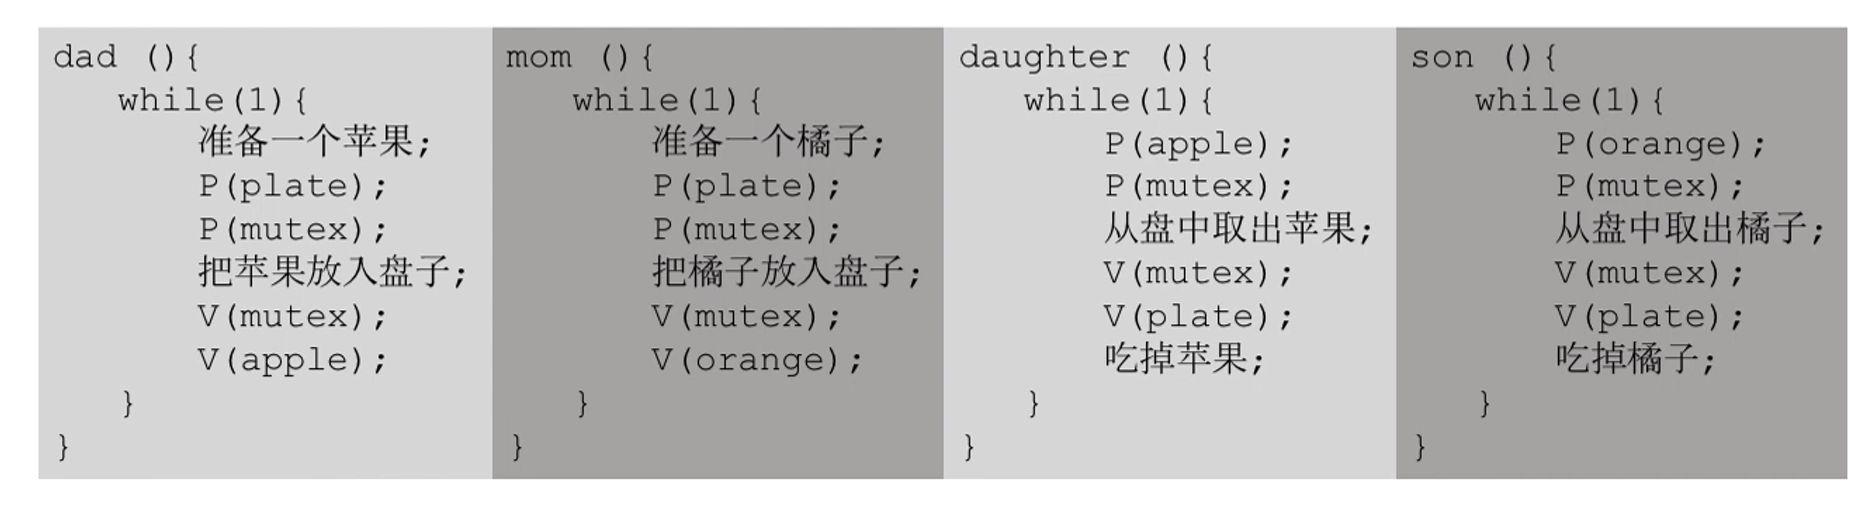 dad (){
while(1){
准备一个苹果;
P(plate);
P(mutex);
把苹果放入盘子;
V(mutex);
V(apple);
}
}
mom (){
while(1){
准备一个橘子;
P(plate);
P(mutex);
把橘子放入盘子;
V(mutex);
V(orange);
}
}
daughter (){
while(1){
P(apple);
P(mutex);
从盘中取出苹果;
V(mutex);
V(plate);
吃掉苹果;
}
}
son (){
while(1){
P(orange);
P(mutex);
从盘中取出橘子;
V(mutex);
V(plate);
吃掉橘子;
}
}